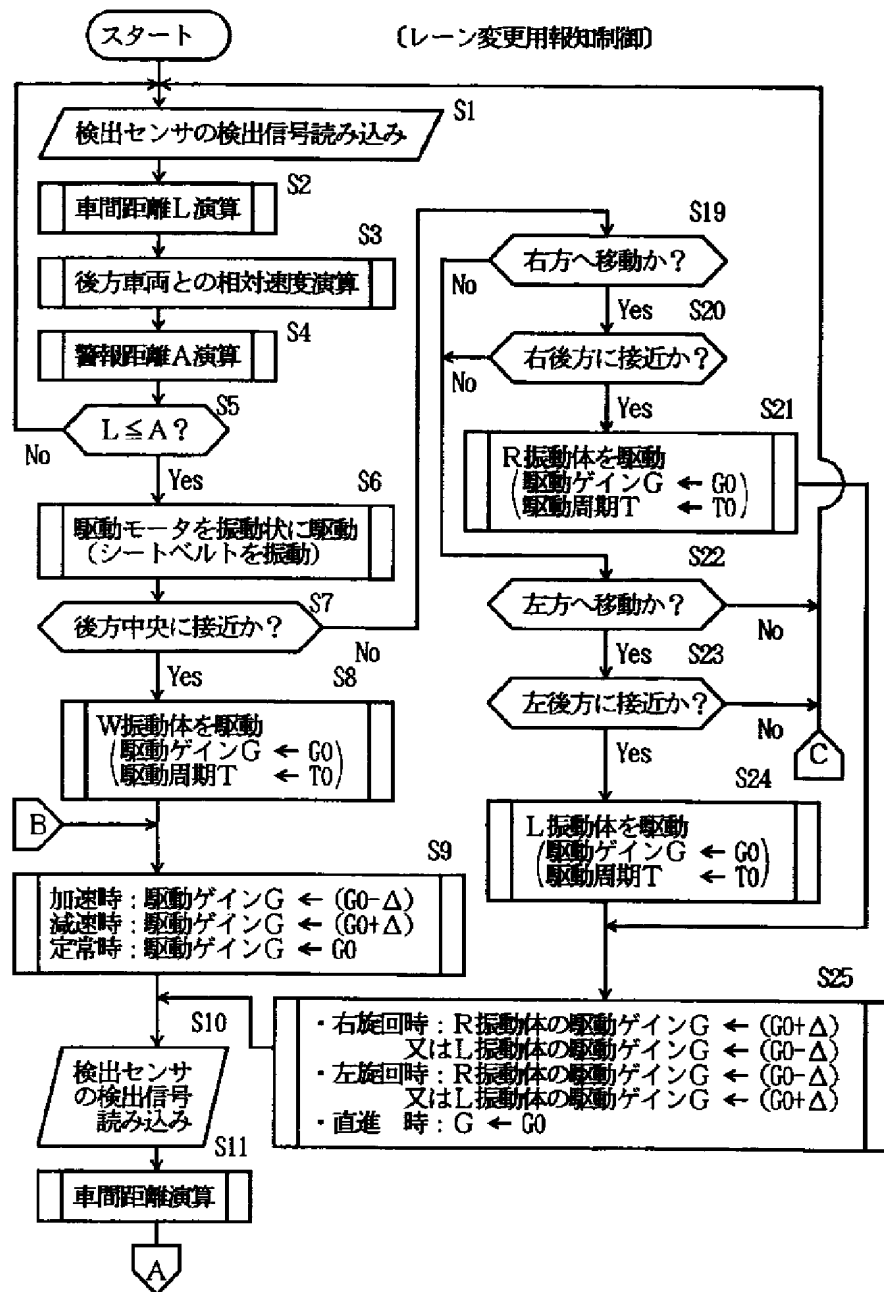 スタート
〔レーン変更用報知制御〕
S1
検出センサの検出信号読み込み
S2
車間距離L演算
S3
後方車両との相対速度演算
S4
警報距離A演算
S5
L≦A?
No
Yes
S6
駆動モータを振動状に駆動
(シートベルトを振動)
S7
後方中央に接近か?
No
Yes
S8
W振動体を駆動
(駆動ゲインG ← G0)
(駆動周期T ← T0)
B
S9
加速時:駆動ゲインG ← (G0-Δ)
減速時:駆動ゲインG ← (G0+Δ)
定常時:駆動ゲインG ← G0
S10
検出センサ
の検出信号
読み込み
S11
車間距離演算
A
S19
右方へ移動か?
No
Yes
S20
右後方に接近か?
No
Yes
S21
R振動体を駆動
(駆動ゲインG ← G0)
(駆動周期T ← T0)
S22
左方へ移動か?
No
Yes
S23
左後方に接近か?
No
Yes
C
S24
L振動体を駆動
(駆動ゲインG ← G0)
(駆動周期T ← T0)
S25
・右旋回時:R振動体の駆動ゲインG ← (G0+Δ)
又はL振動体の駆動ゲインG ← (G0-Δ)
・左旋回時:R振動体の駆動ゲインG ← (G0-Δ)
又はL振動体の駆動ゲインG ← (G0+Δ)
・直進 時:G ← G0